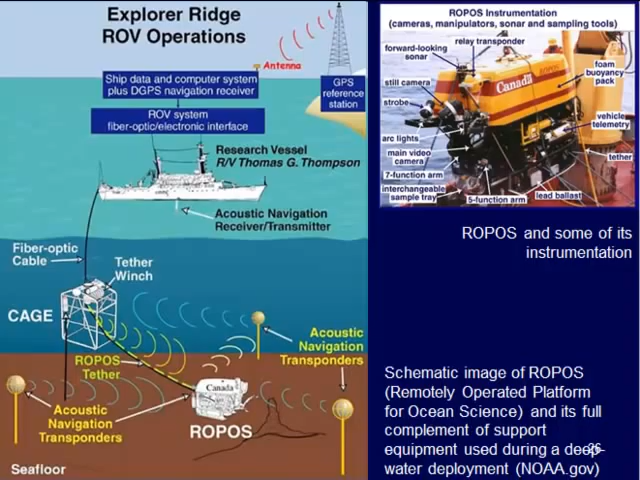 Explorer Ridge
ROV Operations
Antenna
Ship data and computer system
plus DGPS navigation receiver
GPS
reference
station
ROV system
fiber-optic/electronic interface
Research Vessel
R/V Thomas G. Thompson
Acoustic Navigation
Receiver/Transmitter
Fiber-optic
Cable
Tether
Winch
CAGE
Acoustic
Navigation
Transponders
ROPOS
Tether
Canada
Acoustic
Navigation
Transponders
ROPOS
Seafloor
ROPOS Instrumentation
(cameras, manipulators, sonar and sampling tools)
relay transponder
forward-looking
sonar
foam
buoyancy
pack
still camera
Canada
ROPOS
strobe
vehicle
telemetry
arc lights
main video
camera
tether
7-function arm
interchangeable
sample tray
5-function arm
lead ballast
ROPOS and some of its
instrumentation
Schematic image of ROPOS
(Remotely Operated Platform
for Ocean Science) and its full
complement of support
equipment used during a deep-
water deployment (NOAA.gov)
26